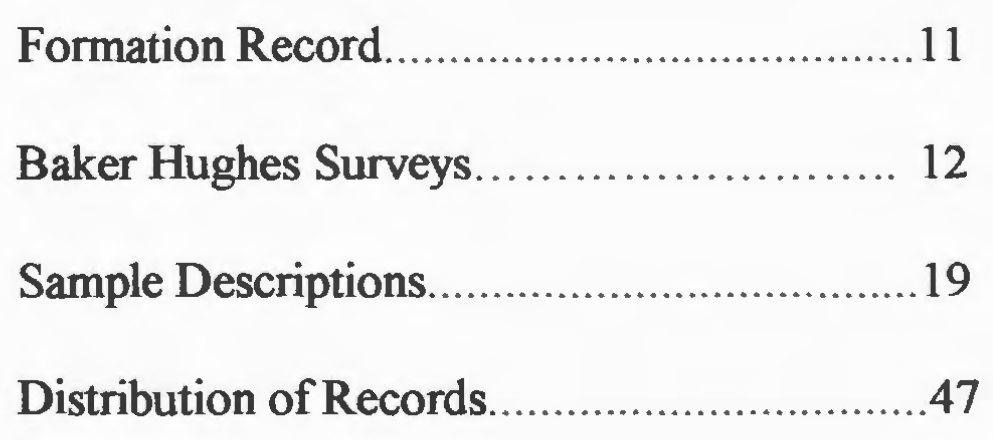 Formation Record............................................11
Baker Hughes Surveys............................ 12
Sample Descriptions.........................................19
Distribution of Records....................................47